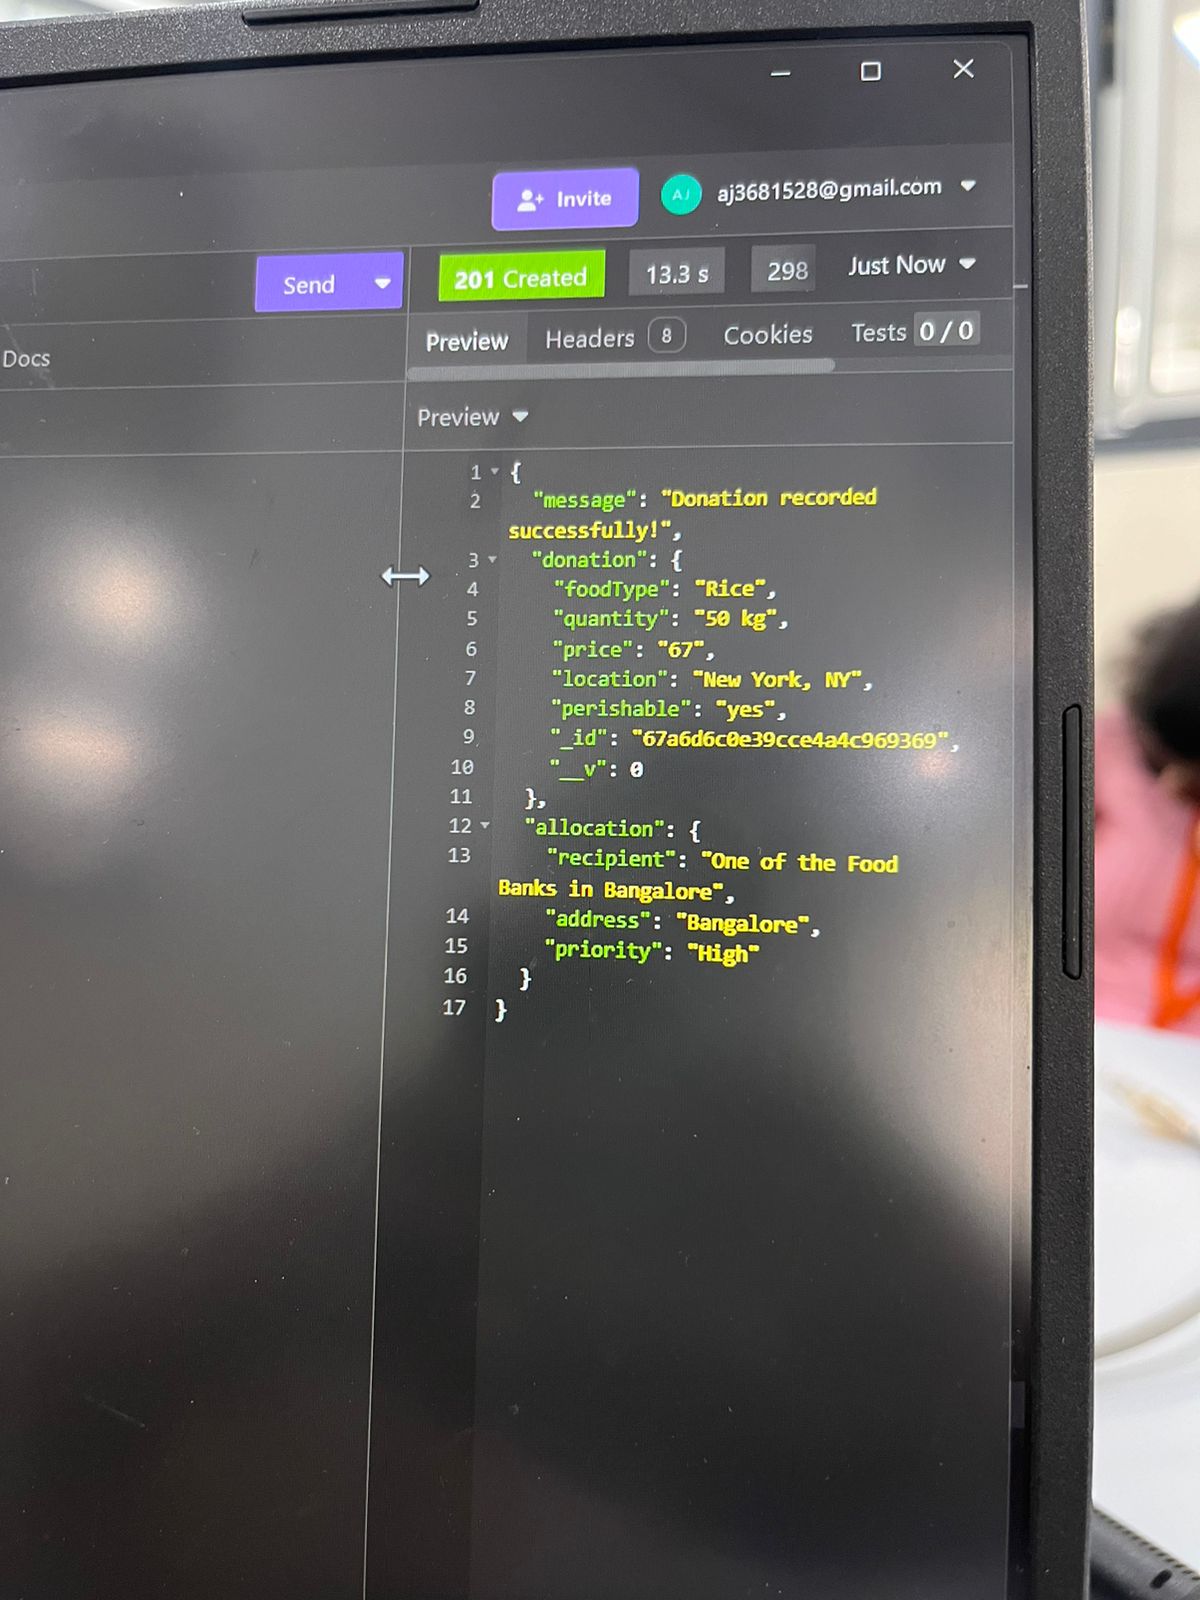 Invite
AJ
aj3681528@gmail.com
Send
201 Created
13.3 s
298
Just Now
Docs
Preview
Headers 8
Cookies
Tests 0 / 0
Preview
1 {
2 "message": "Donation recorded
successfully!",
3 "donation": {
4 "foodType": "Rice",
5 "quantity": "50 kg",
6 "price": "67",
7 "location": "New York, NY",
8 "perishable": "yes",
9 "_id": "67a6d6c0e39cce4a4c969369",
10 "__v": 0
11 },
12 "allocation": {
13 "recipient": "One of the Food
Banks in Bangalore",
14 "address": "Bangalore",
15 "priority": "High"
16 }
17 }